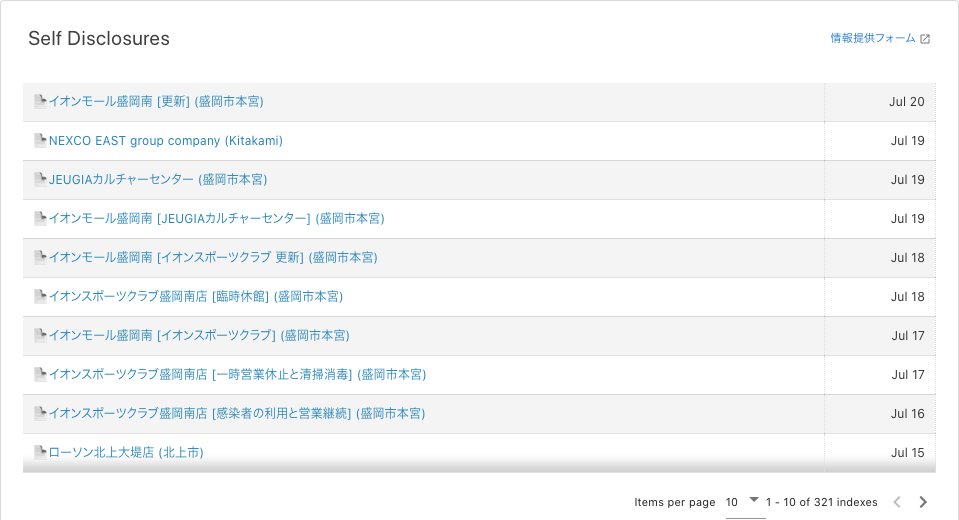 Self Disclosures
情報提供フォーム
イオンモール盛岡南 [更新] (盛岡市本宮) Jul 20
NEXCO EAST group company (Kitakami) Jul 19
JEUGIAカルチャーセンター (盛岡市本宮) Jul 19
イオンモール盛岡南 [JEUGIAカルチャーセンター] (盛岡市本宮) Jul 19
イオンモール盛岡南 [イオンスポーツクラブ 更新] (盛岡市本宮) Jul 18
イオンスポーツクラブ盛岡南店 [臨時休館] (盛岡市本宮) Jul 18
イオンモール盛岡南 [イオンスポーツクラブ] (盛岡市本宮) Jul 17
イオンスポーツクラブ盛岡南店 [一時営業休止と清掃消毒] (盛岡市本宮) Jul 17
イオンスポーツクラブ盛岡南店 [感染者の利用と営業継続] (盛岡市本宮) Jul 16
ローソン北上大堤店 (北上市) Jul 15
Items per page 10 1 - 10 of 321 indexes